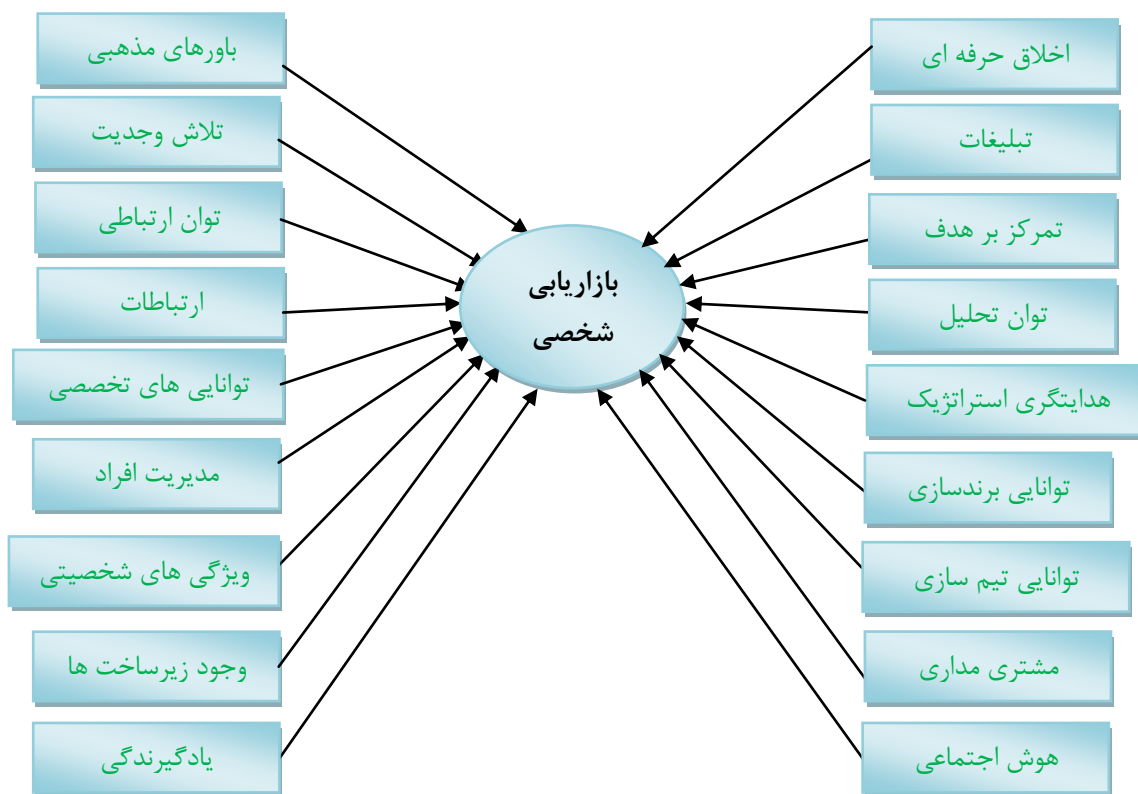 اخلاق حرفه ای
تبلیغات
تمرکز بر هدف
توان تحلیل
هدایتگری استراتژیک
توانایی برندسازی
توانایی تیم سازی
مشتری مداری
هوش اجتماعی
بازاریابی
شخصی
باورهای مذهبی
تلاش وجدیت
توان ارتباطی
ارتباطات
توانایی های تخصصی
مدیریت افراد
ویژگی های شخصیتی
وجود زیرساخت ها
یادگیرندگی